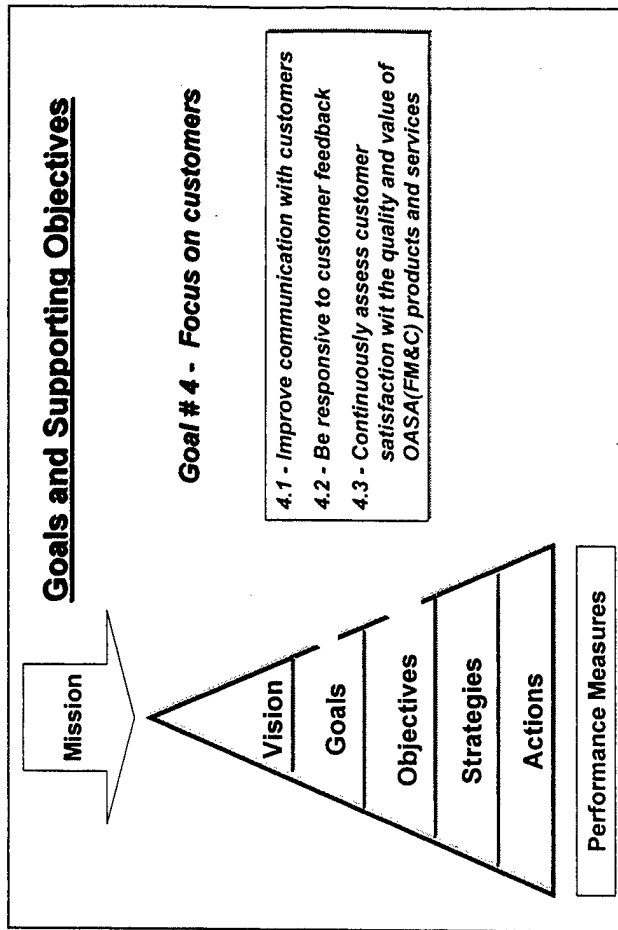 Goals and Supporting Objectives
Mission
Vision
Goals
Objectives
Strategies
Actions
Performance Measures
Goal # 4 - Focus on customers
4.1 - Improve communication with customers
4.2 - Be responsive to customer feedback
4.3 - Continuously assess customer
satisfaction wit the quality and value of
OASA(FM&C) products and services